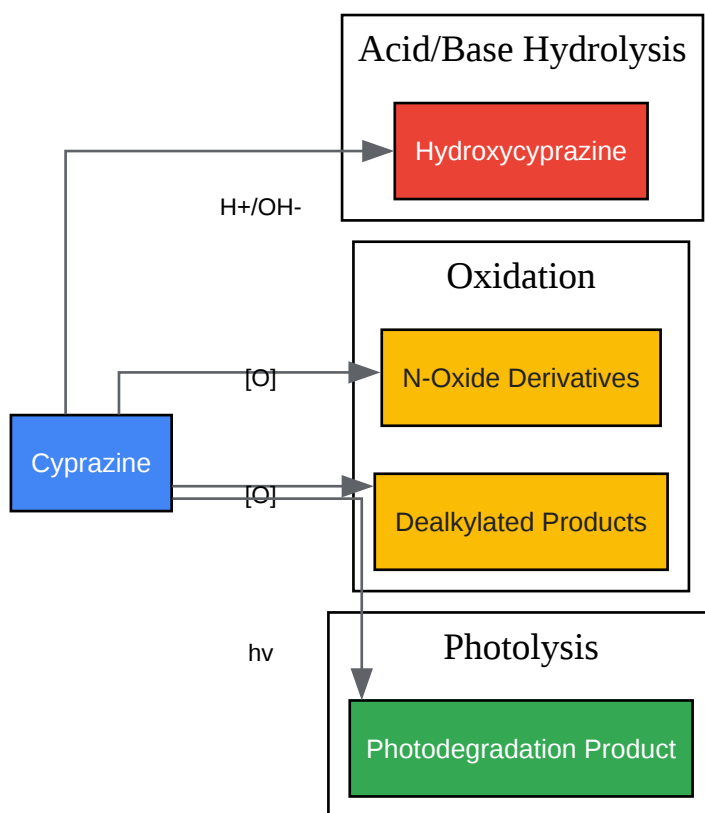 Acid/Base Hydrolysis
Hydroxycyprazine
H+/OH-
Oxidation
[O]
N-Oxide Derivatives
Cyprazine
[O]
Dealkylated Products
Photolysis
hv
Photodegradation Product